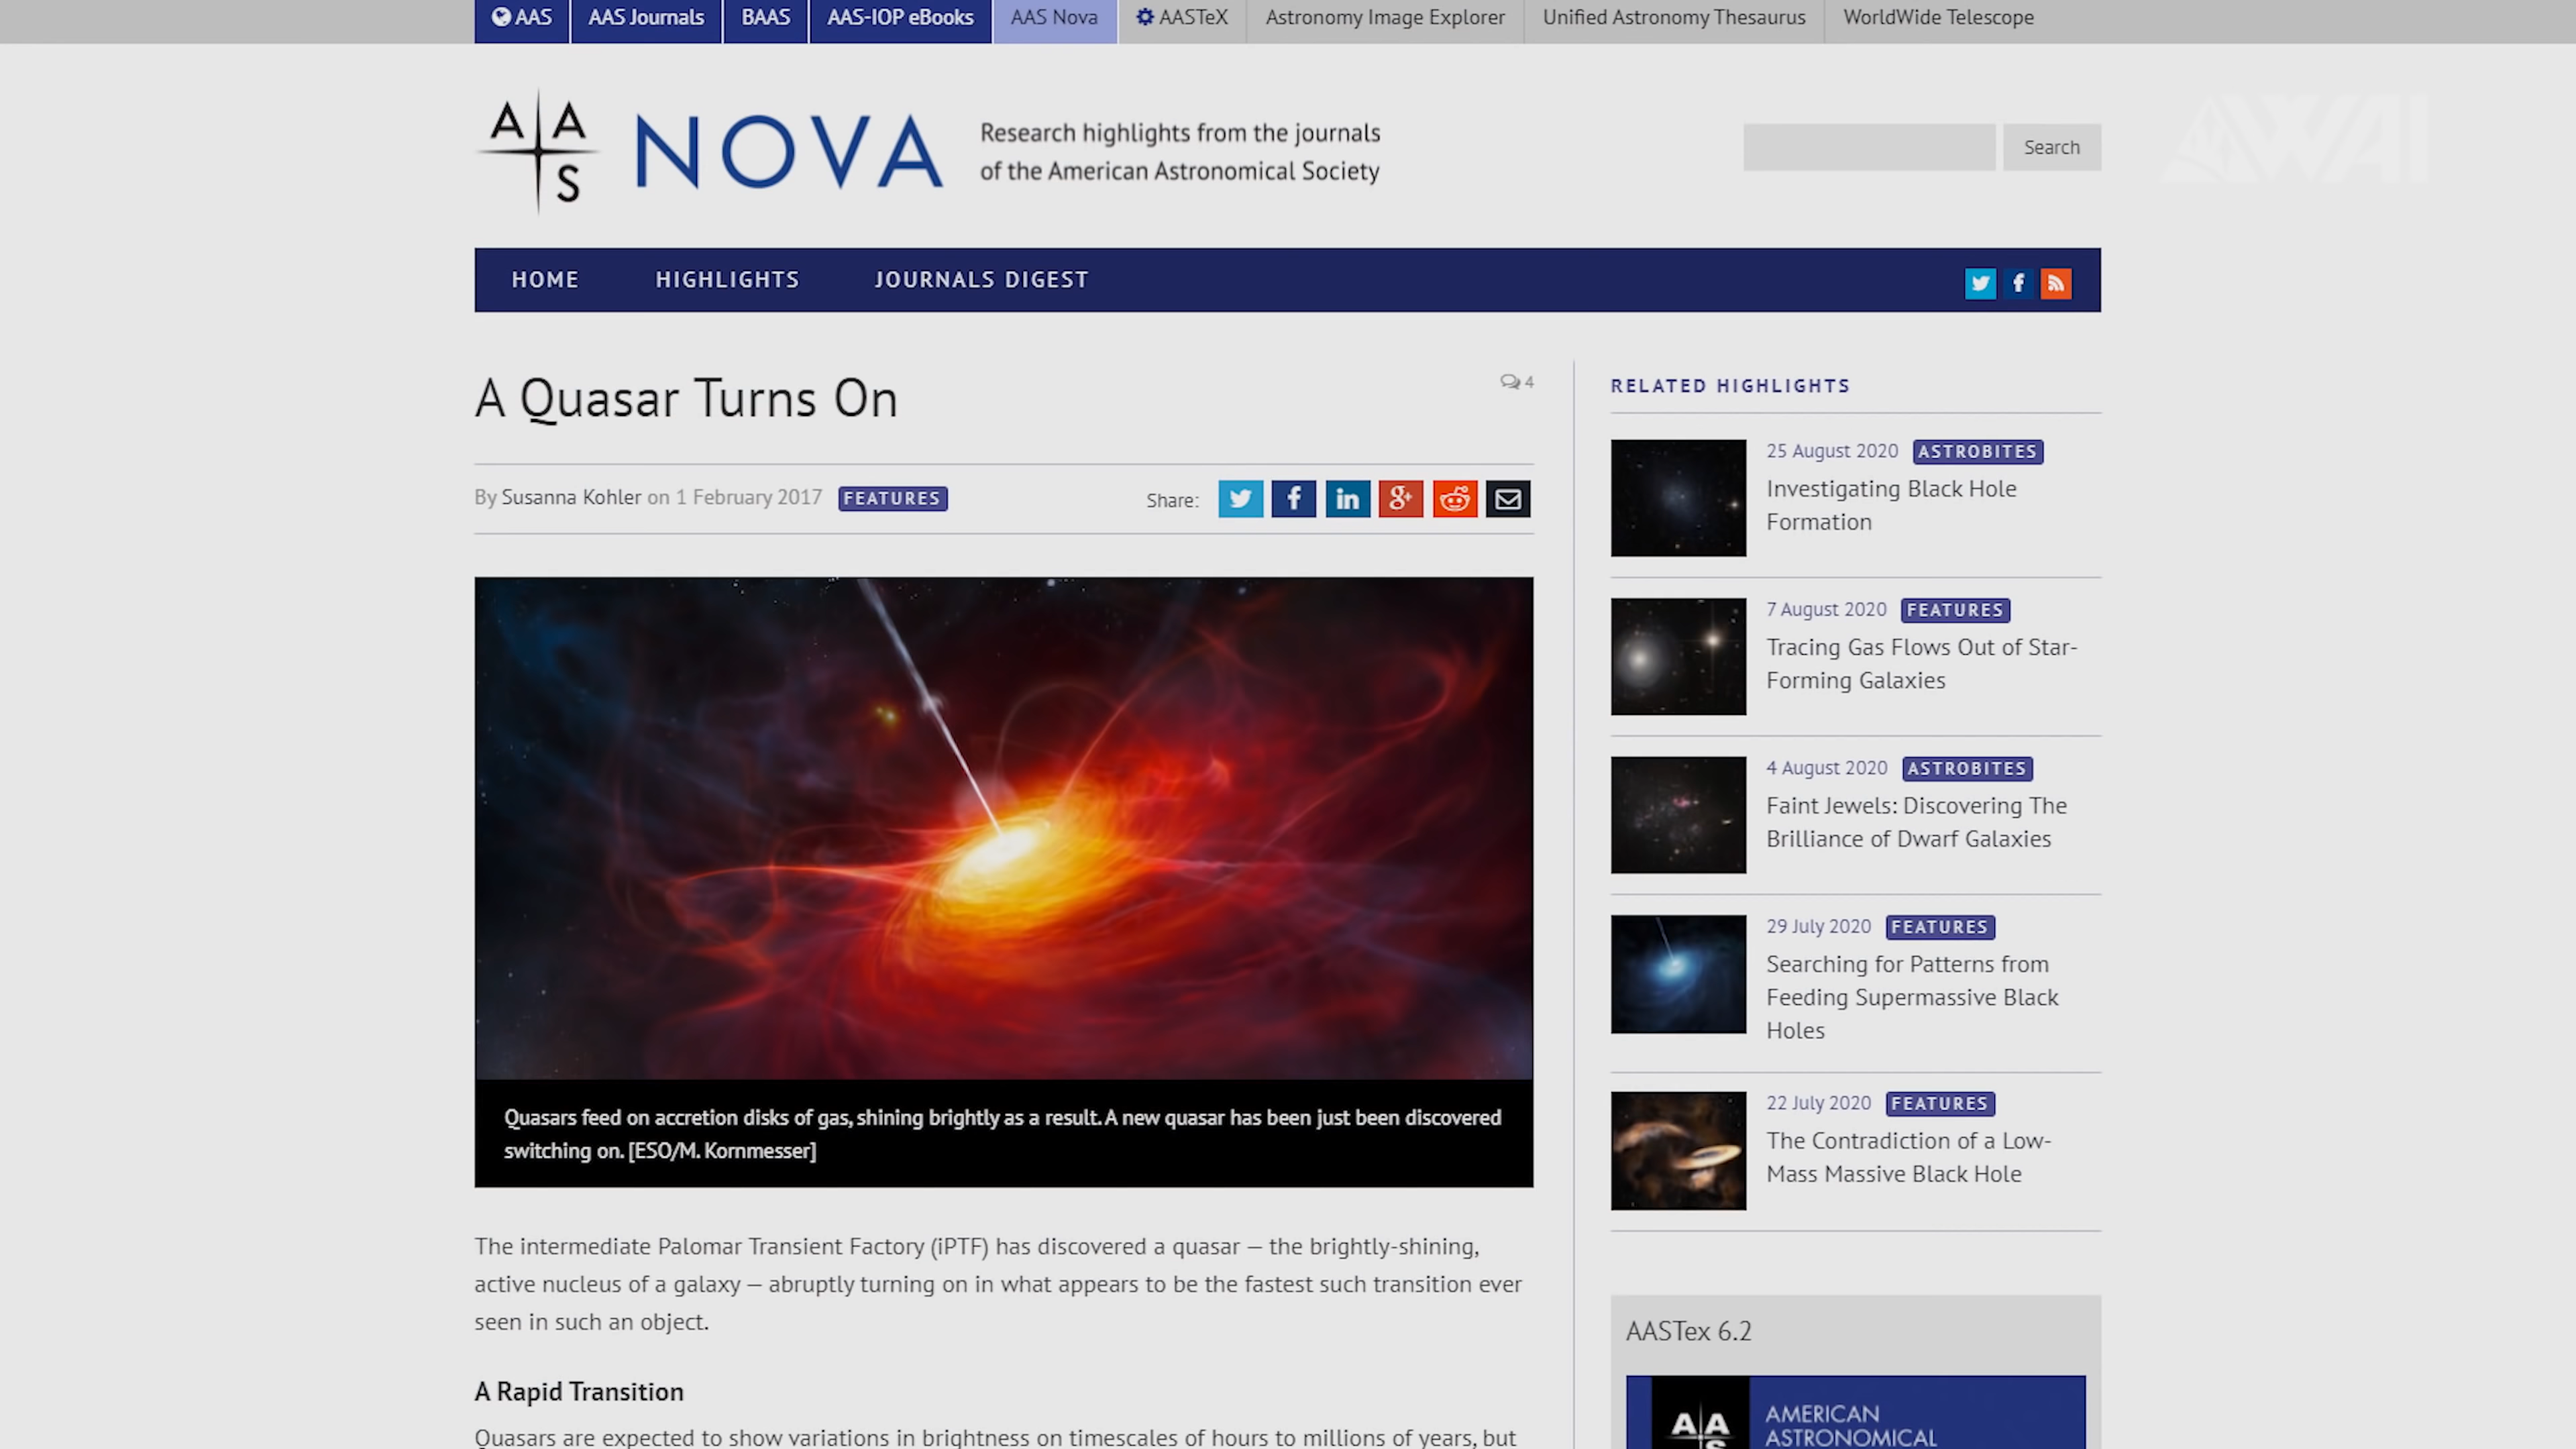 AAS
AAS Journals
BAAS
AAS-IOP eBooks
AAS Nova
AASTeX
Astronomy Image Explorer
Unified Astronomy Thesaurus
WorldWide Telescope
A A
S
NOVA
Research highlights from the journals
of the American Astronomical Society
Search
AWAI
HOME
HIGHLIGHTS
JOURNALS DIGEST
A Quasar Turns On
4
By Susanna Kohler on 1 February 2017 FEATURES
Share:
Quasars feed on accretion disks of gas, shining brightly as a result. A new quasar has been just been discovered
switching on. [ESO/M. Kornmesser]
The intermediate Palomar Transient Factory (iPTF) has discovered a quasar — the brightly-shining,
active nucleus of a galaxy — abruptly turning on in what appears to be the fastest such transition ever
seen in such an object.
A Rapid Transition
Quasars are expected to show variations in brightness on timescales of hours to millions of years, but
RELATED HIGHLIGHTS
25 August 2020 ASTROBITES
Investigating Black Hole
Formation
7 August 2020 FEATURES
Tracing Gas Flows Out of Star-
Forming Galaxies
4 August 2020 ASTROBITES
Faint Jewels: Discovering The
Brilliance of Dwarf Galaxies
29 July 2020 FEATURES
Searching for Patterns from
Feeding Supermassive Black
Holes
22 July 2020 FEATURES
The Contradiction of a Low-
Mass Massive Black Hole
AASTex 6.2
A A
S
AMERICAN
ASTRONOMICAL